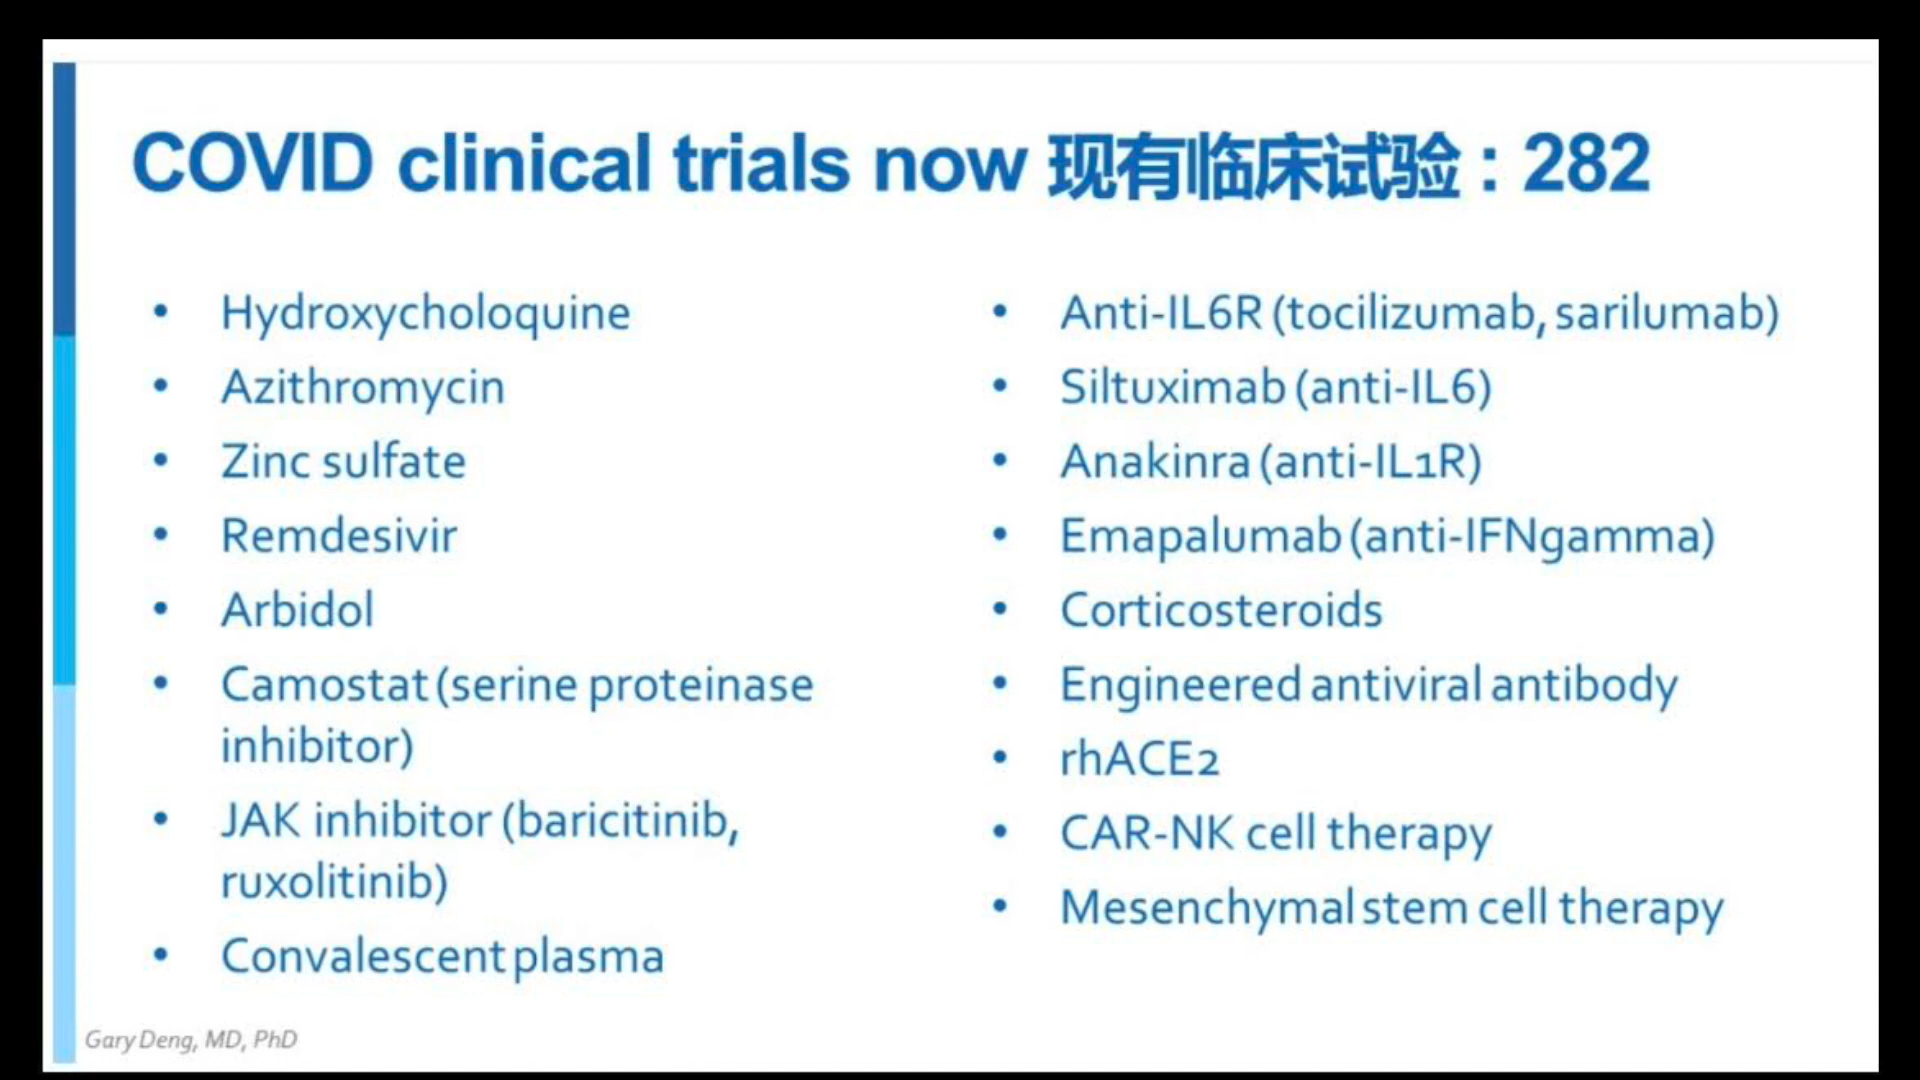 COVID clinical trials now 现有临床试验 : 282
• Hydroxycholoquine
• Azithromycin
• Zinc sulfate
• Remdesivir
• Arbidol
• Camostat (serine proteinase
inhibitor)
• JAK inhibitor (baricitinib,
ruxolitinib)
• Convalescent plasma
• Anti-IL6R (tocilizumab, sarilumab)
• Siltuximab (anti-IL6)
• Anakinra (anti-IL1R)
• Emapalumab (anti-IFNgamma)
• Corticosteroids
• Engineered antiviral antibody
• rhACE2
• CAR-NK cell therapy
• Mesenchymal stem cell therapy
Gary Deng, MD, PhD